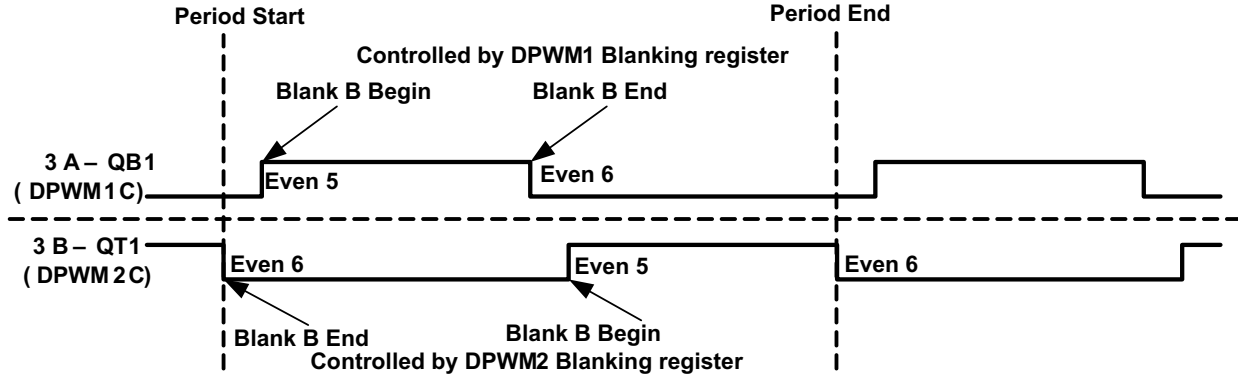 Period Start
Period End
Controlled by DPWM1 Blanking register
Blank B Begin
Blank B End
3 A – QB1
( DPWM1C)
Even 5
Even 6
3 B – QT1
( DPWM2C)
Even 6
Even 5
Even 6
Blank B End
Blank B Begin
Controlled by DPWM2 Blanking register